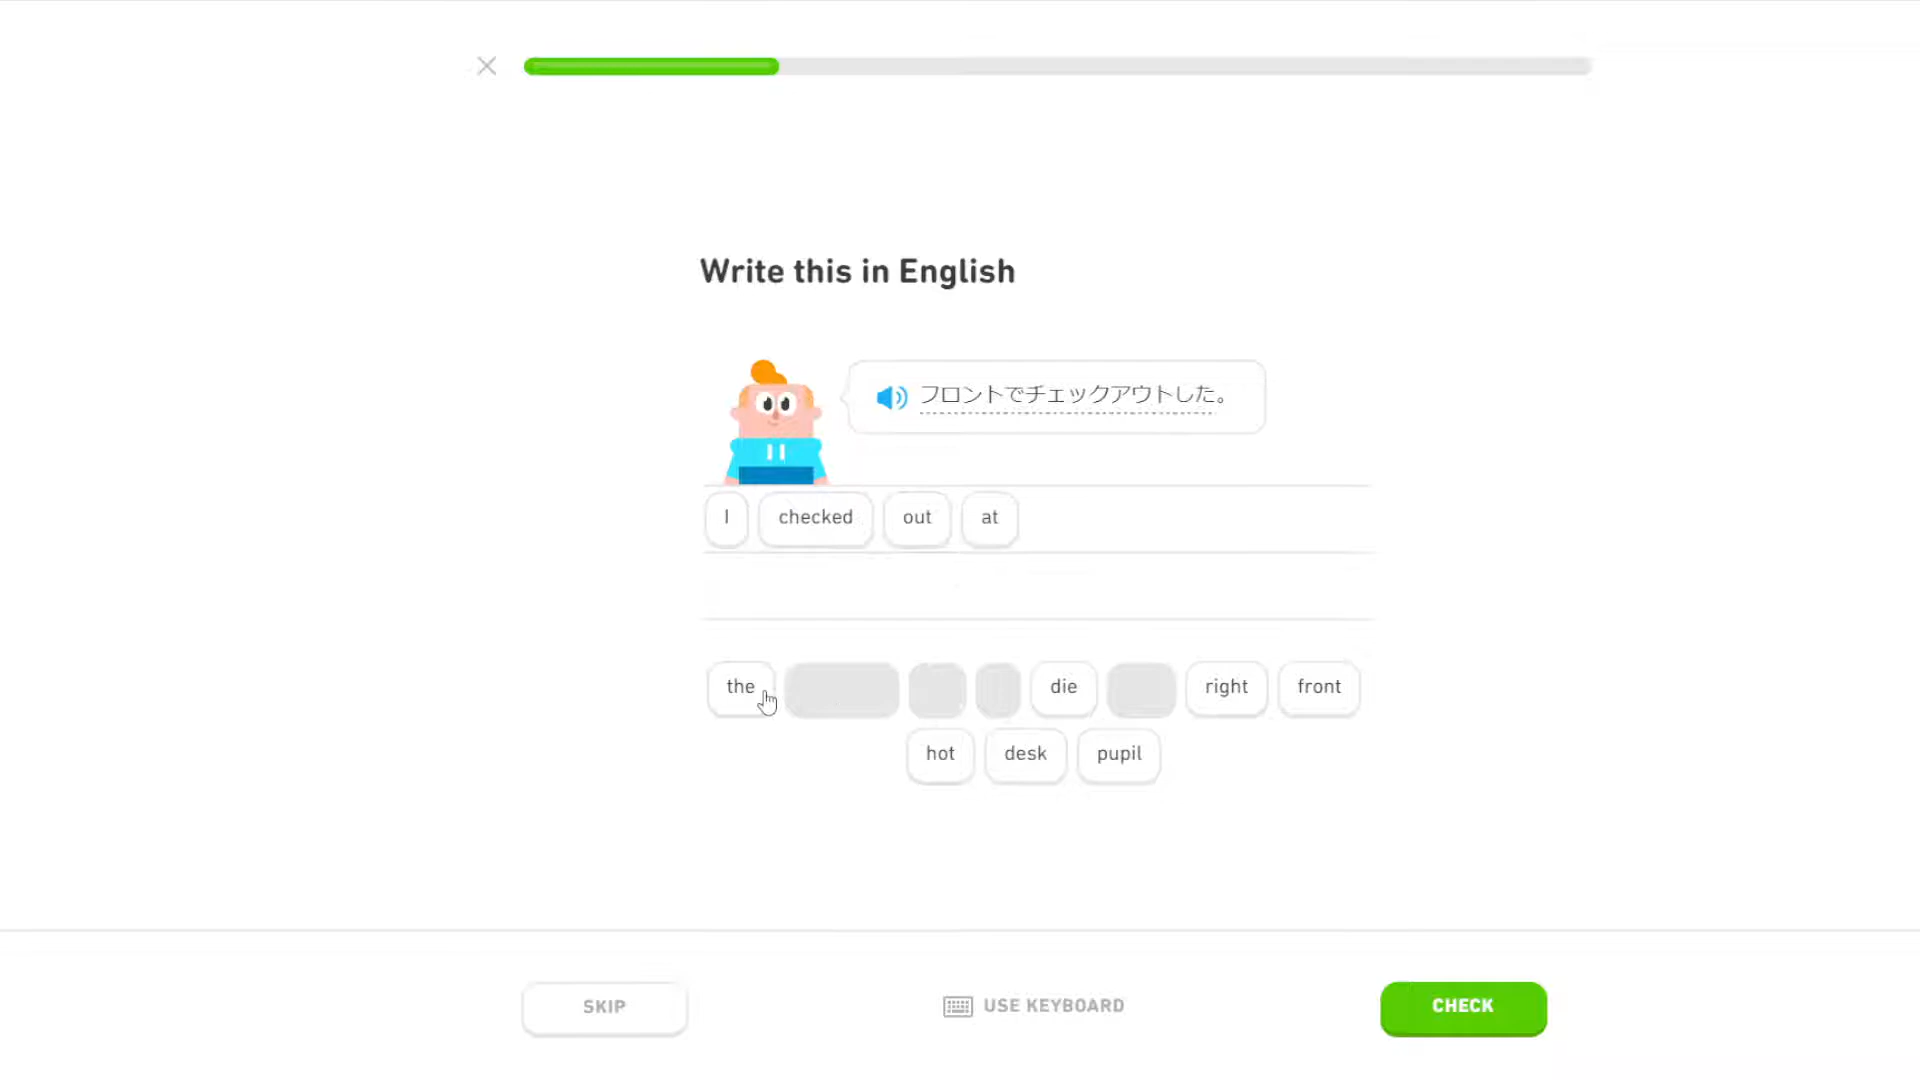 Write this in English
フロントでチェックアウトした。
I checked out at
the die right front
hot desk pupil
SKIP USE KEYBOARD CHECK